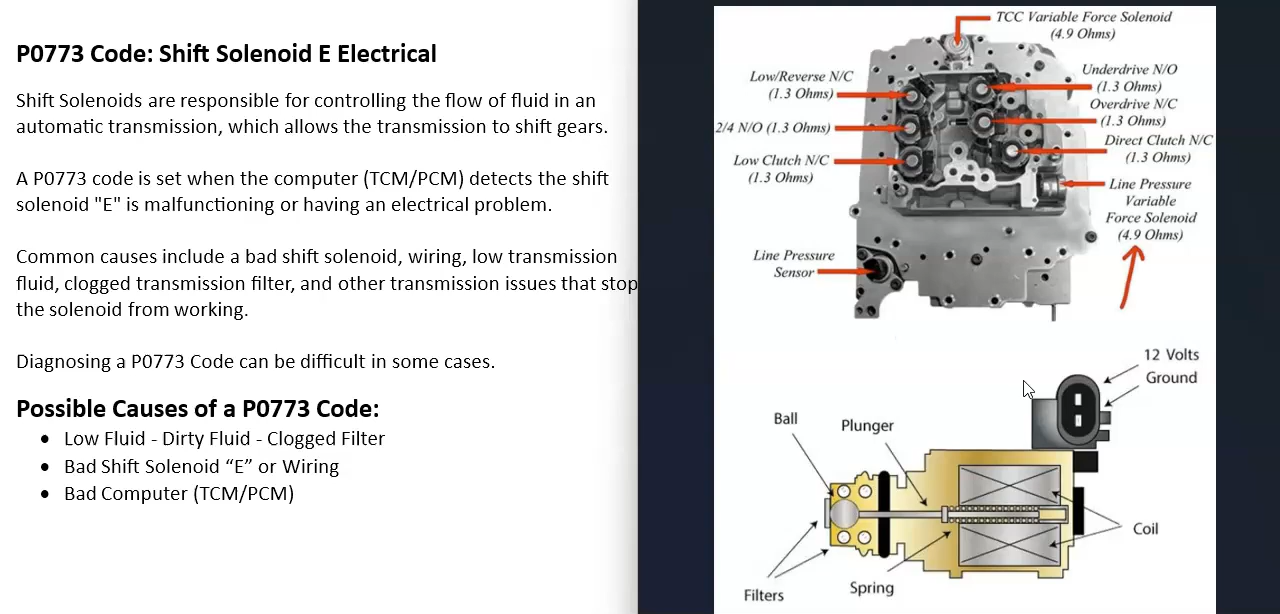 P0773 Code: Shift Solenoid E Electrical
Shift Solenoids are responsible for controlling the flow of fluid in an
automatic transmission, which allows the transmission to shift gears.
A P0773 code is set when the computer (TCM/PCM) detects the shift
solenoid "E" is malfunctioning or having an electrical problem.
Common causes include a bad shift solenoid, wiring, low transmission
fluid, clogged transmission filter, and other transmission issues that stop
the solenoid from working.
Diagnosing a P0773 Code can be difficult in some cases.
Possible Causes of a P0773 Code:
• Low Fluid - Dirty Fluid - Clogged Filter
• Bad Shift Solenoid “E” or Wiring
• Bad Computer (TCM/PCM)
TCC Variable Force Solenoid
(4.9 Ohms)
Low/Reverse N/C
(1.3 Ohms)
2/4 N/O (1.3 Ohms)
Low Clutch N/C
(1.3 Ohms)
Underdrive N/O
(1.3 Ohms)
Overdrive N/C
(1.3 Ohms)
Direct Clutch N/C
(1.3 Ohms)
Line Pressure
Variable
Force Solenoid
(4.9 Ohms)
Line Pressure
Sensor
12 Volts
Ground
Ball
Plunger
Coil
Spring
Filters